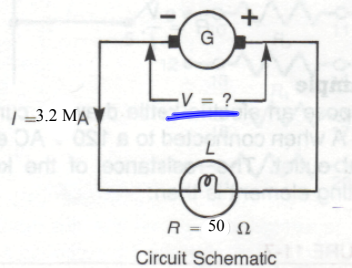 − +
G
V = ?
I = 3.2 MA
L
R = 50 Ω
Circuit Schematic